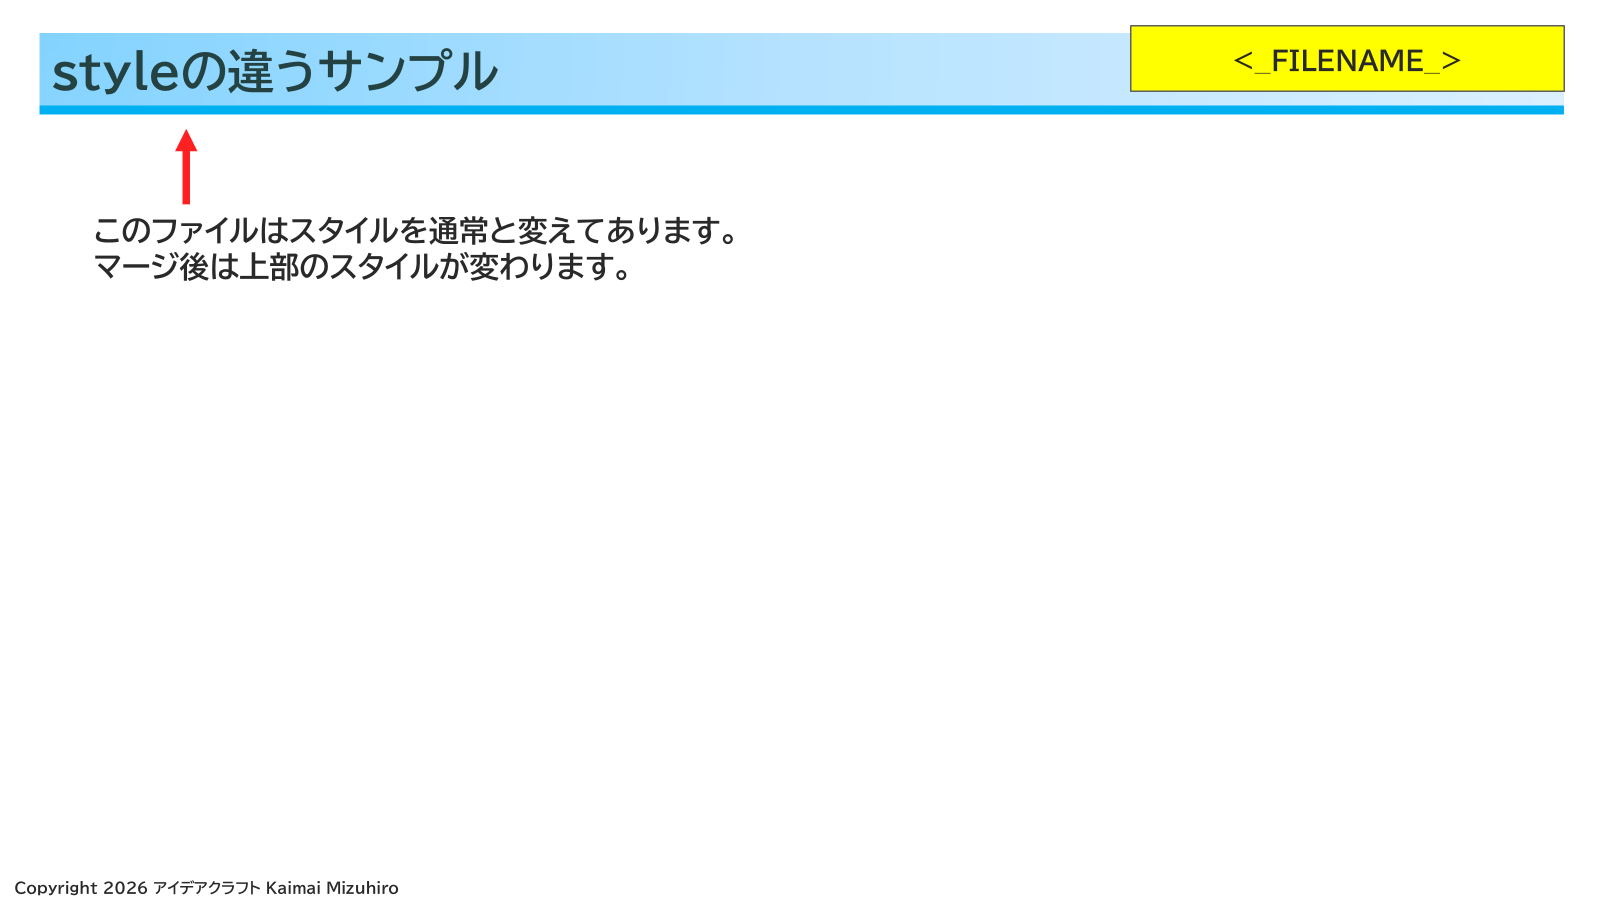 styleの違うサンプル
<_FILENAME_>
このファイルはスタイルを通常と変えてあります。
マージ後は上部のスタイルが変わります。
Copyright 2026 アイデアクラフト Kaimai Mizuhiro